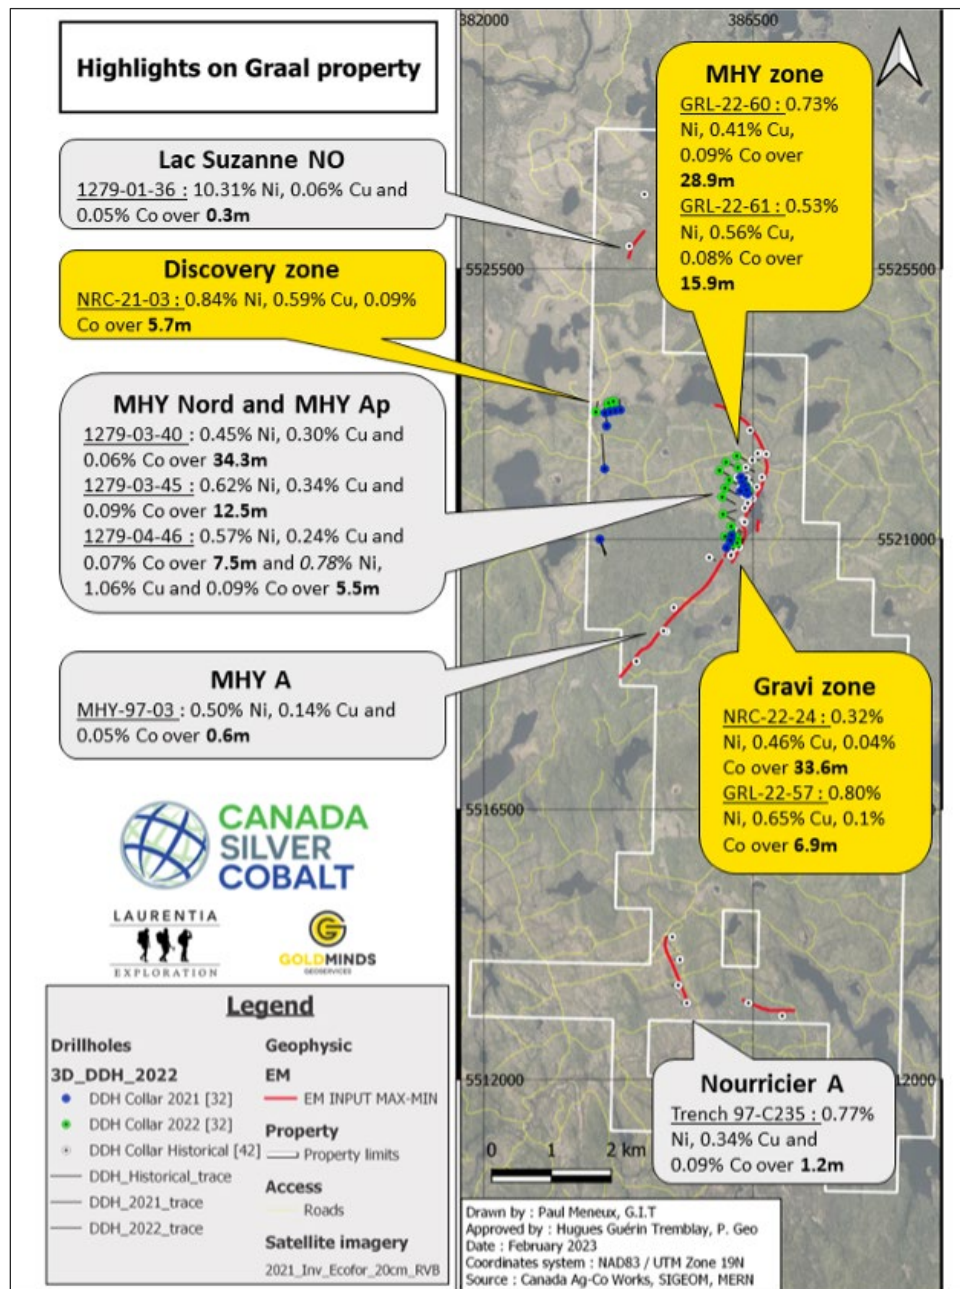 Highlights on Graal property
Lac Suzanne NO
1279-01-36 : 10.31% Ni, 0.06% Cu and
0.05% Co over 0.3m
Discovery zone
NRC-21-03 : 0.84% Ni, 0.59% Cu, 0.09%
Co over 5.7m
MHY Nord and MHY Ap
1279-03-40 : 0.45% Ni, 0.30% Cu and
0.06% Co over 34.3m
1279-03-45 : 0.62% Ni, 0.34% Cu and
0.09% Co over
12.5m
1279-04-46 : 0.57% Ni, 0.24% Cu and
0.07% Co over 7.5m and 0.78% Ni,
1.06% Cu and 0.09% Co over 5.5m
MHY A
MHY-97-03 : 0.50% Ni, 0.14% Cu and
0.05% Co over 0.6m
CANADA
SILVER
COBALT
LAURENTIA
EXPLORATION
GOLDMINDS
GEOSERVICES
Legend
Drillholes
3D_DDH_2022
DDH Collar 2021 [32]
DDH Collar 2022 [32]
DDH Collar Historical [42]
DDH_Historical_trace
DDH_2021_trace
DDH_2022_trace
Geophysic
EM
EM INPUT MAX-MIN
Property
Property limits
Access
Roads
Satellite imagery
2021_Inv_Ecofor_20cm_RVB
382000
386500
MHY zone
GRL-22-60 : 0.73%
Ni, 0.41% Cu,
0.09% Co over
28.9m
GRL-22-61 : 0.53%
Ni, 0.56% Cu,
0.08% Co over
15.9m
5525500
5525500
5521000
5521000
Gravi zone
NRC-22-24 : 0.32%
Ni, 0.46% Cu, 0.04%
Co over 33.6m
GRL-22-57 : 0.80%
Ni, 0.65% Cu, 0.1%
Co over 6.9m
5516500
5512000
2000
Nourricier A
Trench 97-C235 : 0.77%
Ni, 0.34% Cu and
0.09% Co over 1.2m
0 1 2 km
Drawn by : Paul Meneux, G.I.T
Approved by : Hugues Guérin Tremblay, P. Geo
Date : February 2023
Coordinates system : NAD83 / UTM Zone 19N
Source : Canada Ag-Co Works, SIGEOM, MERN